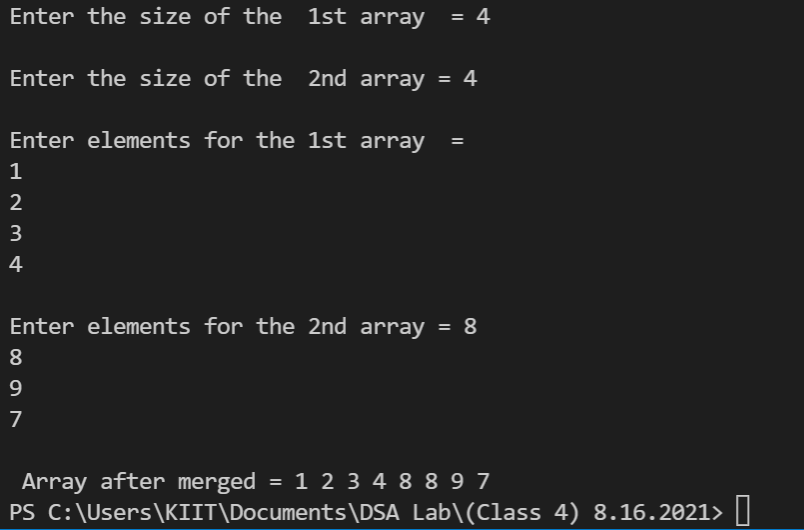 Enter the size of the  1st array  = 4
Enter the size of the  2nd array = 4
Enter elements for the 1st array  =
1
2
3
4
Enter elements for the 2nd array = 8
8
9
7
 Array after merged = 1 2 3 4 8 8 9 7
PS C:\Users\KIIT\Documents\DSA Lab\(Class 4) 8.16.2021>